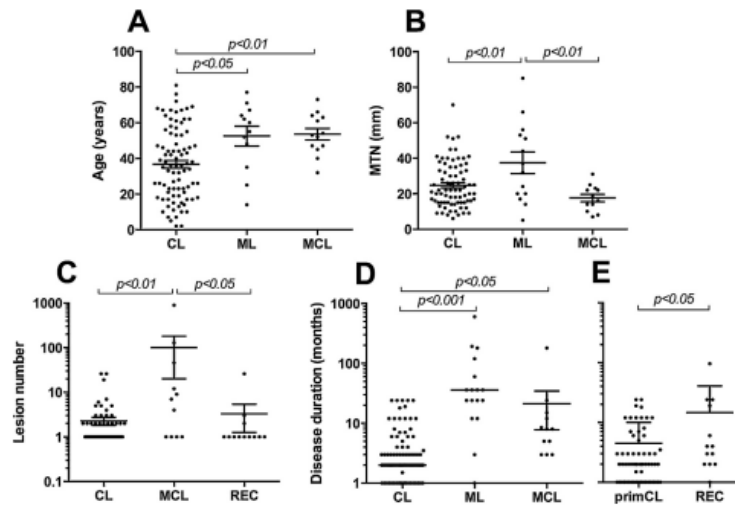 A
p<0.01
p<0.05
Age (years)
100
80
60
40
20
0
CL ML MCL
B
p<0.01 p<0.01
MTN (mm)
100
80
60
40
20
0
CL ML MCL
C
p<0.01 p<0.05
Lesion number
1000
100
10
1
0.1
CL MCL REC
D
p<0.05
p<0.001
Disease duration (months)
1000
100
10
1
CL ML MCL
E
p<0.05
primCL REC